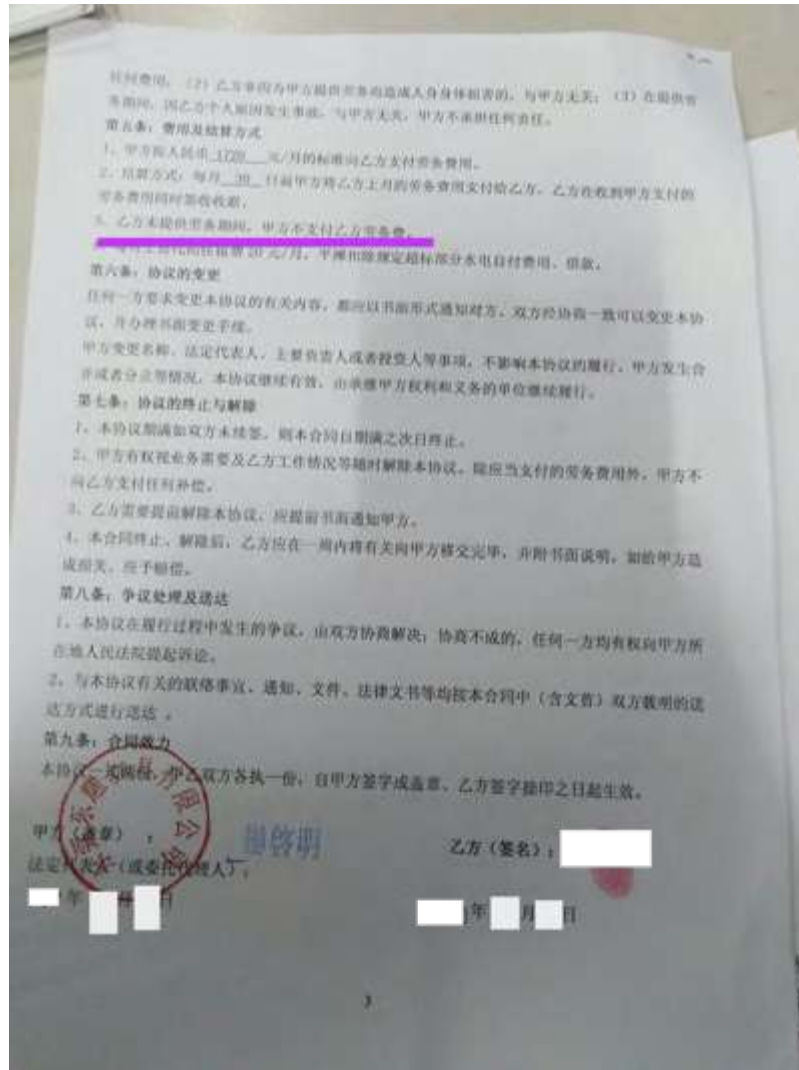 任何费用；（2）乙方非因为甲方提供劳务而造成人身身体损害的，与甲方无关；（3）在提供劳
务期间，因乙方个人原因发生事故，与甲方无关，甲方不承担任何责任。
第五条：费用及结算方式
1、甲方按人民币 1720 元/月的标准向乙方支付劳务费用。
2、结算方式：每月 30 日前甲方将乙方上月的劳务费用支付给乙方，乙方在收到甲方支付的
劳务费用同时签收收据。
3、乙方未提供劳务期间，甲方不支付乙方劳务费。
元/月，平摊扣除规定超标部分水电自付费用、借款。
第六条：协议的变更
任何一方要求变更本协议的有关内容，都应以书面形式通知对方，双方经协商一致可以变更本协
议，并办理书面变更手续。
甲方变更名称、法定代表人、主要负责人或者投资人等事项，不影响本协议的履行。甲方发生合
并或者分立等情况，本协议继续有效，由承继甲方权利和义务的单位继续履行。
第七条：协议的终止与解除
1、本协议期满如双方未续签，则本合同自期满之次日终止。
2、甲方有权视业务需要及乙方工作情况等随时解除本协议。除应当支付的劳务费用外，甲方不
向乙方支付任何补偿。
3、乙方需要提前解除本协议，应提前书面通知甲方。
4、本合同终止、解除后，乙方应在一周内将有关向甲方移交完毕，并附书面说明，如给甲方造
成损失，应予赔偿。
第八条：争议处理及送达
1、本协议在履行过程中发生的争议，由双方协商解决；协商不成的，任何一方均有权向甲方所
在地人民法院提起诉讼。
2、与本协议有关的联络事宜、通知、文件、法律文书等均按本合同中（含文首）双方载明的送
达方式进行送达 。
第九条：合同效力
本协议一式两份，甲乙双方各执一份，自甲方签字或盖章、乙方签字捺印之日起生效。
甲方（盖章）：
乙方（签名）：
法定代表人（或委托代理人）：
年
年 月 日
3